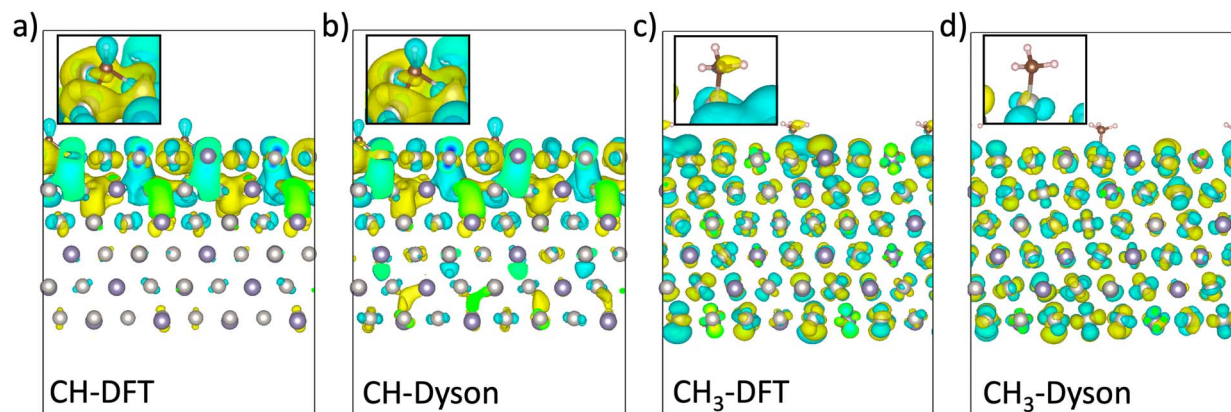 a) b) c) d)
CH-DFT CH-Dyson CH₃-DFT CH₃-Dyson